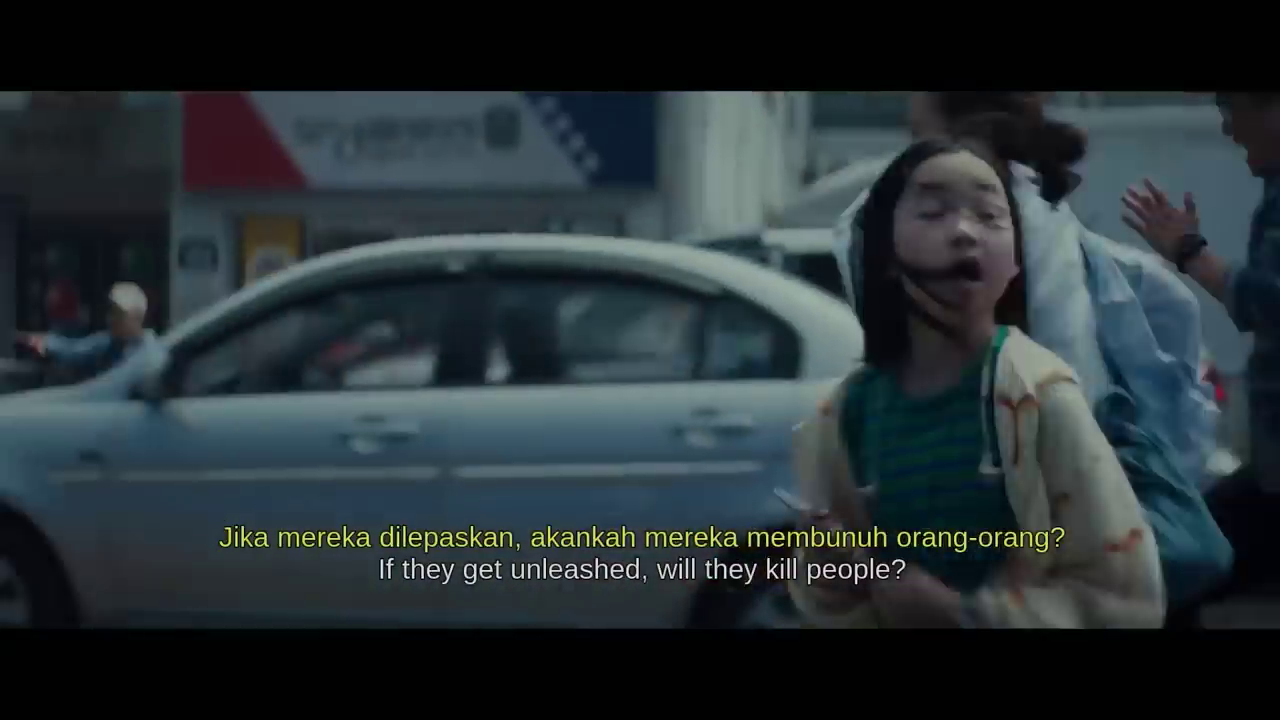 Jika mereka dilepaskan, akankah mereka membunuh orang-orang?
If they get unleashed, will they kill people?